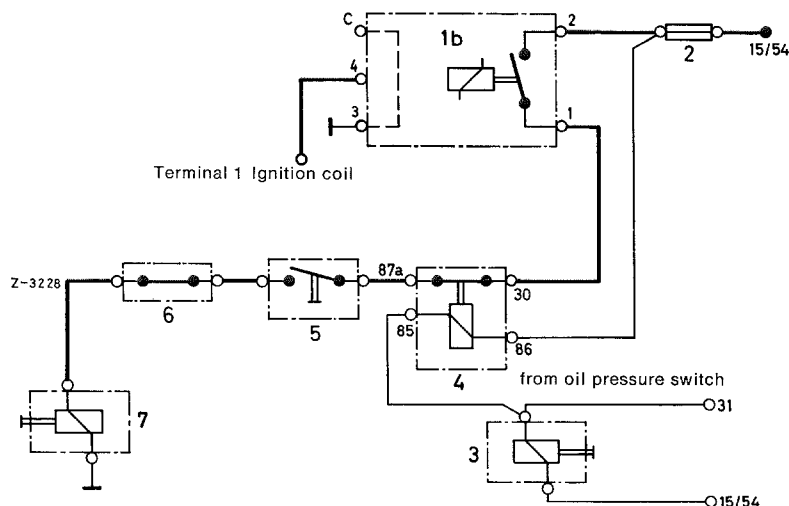 C
1b
2
4
2
15/54
3
1
Terminal 1 Ignition coil
Z-3228
87a
30
6
5
85
86
4
from oil pressure switch
7
31
3
15/54